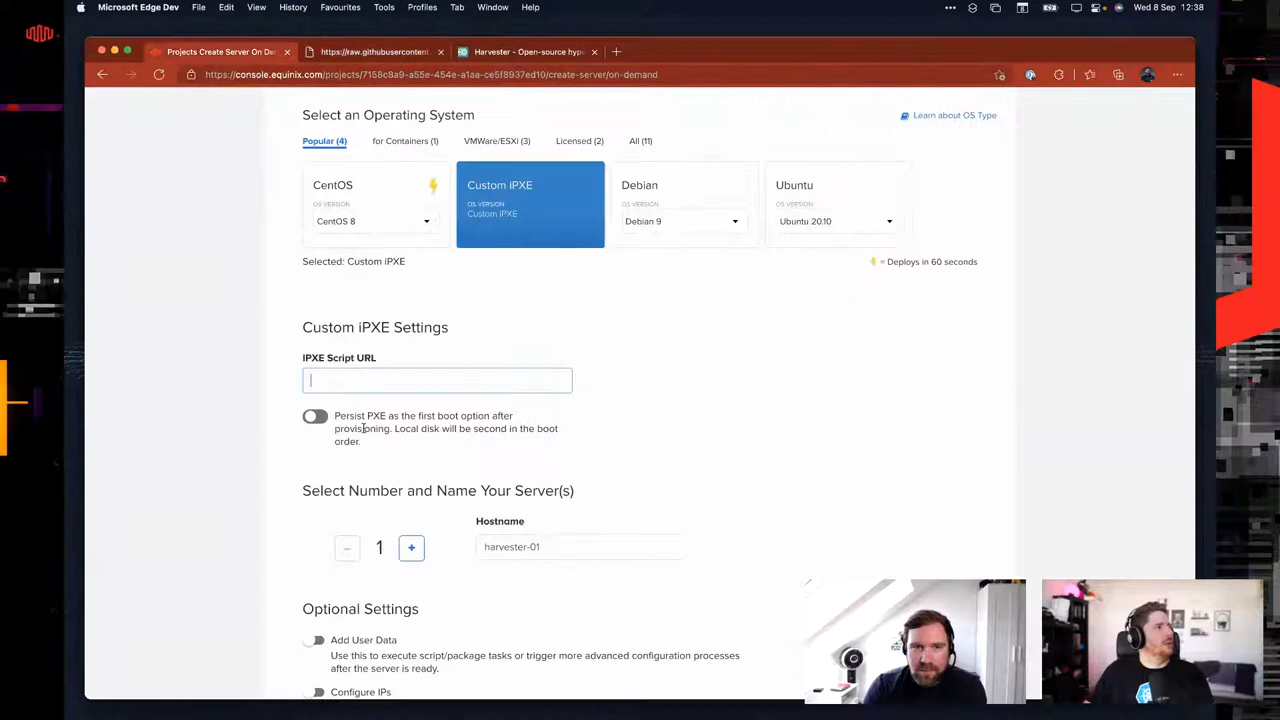 Microsoft Edge Dev File Edit View History Favourites Tools Profiles Tab Window Help Wed 8 Sep 12:38
Projects Create Server On De
https://raw.githubusercontent.
Harvester - Open-source hyp
https://console.equinix.com/projects/7158c8a9-a55e-454e-a1aa-ce5f8937ed10/create-server/on-demand
Select an Operating System
Learn about OS Type
Popular (4) for Containers (1) VMWare/ESXi (3) Licensed (2) All (11)
CentOS
OS VERSION
CentOS 8
Custom iPXE
OS VERSION
Custom iPXE
Debian
OS VERSION
Debian 9
Ubuntu
OS VERSION
Ubuntu 20.10
Selected: Custom iPXE
= Deploys in 60 seconds
Custom iPXE Settings
IPXE Script URL
Persist PXE as the first boot option after
provisioning. Local disk will be second in the boot
order.
Select Number and Name Your Server(s)
1
Hostname
harvester-01
Optional Settings
Add User Data
Use this to execute script/package tasks or trigger more advanced configuration processes
after the server is ready.
Configure IPs